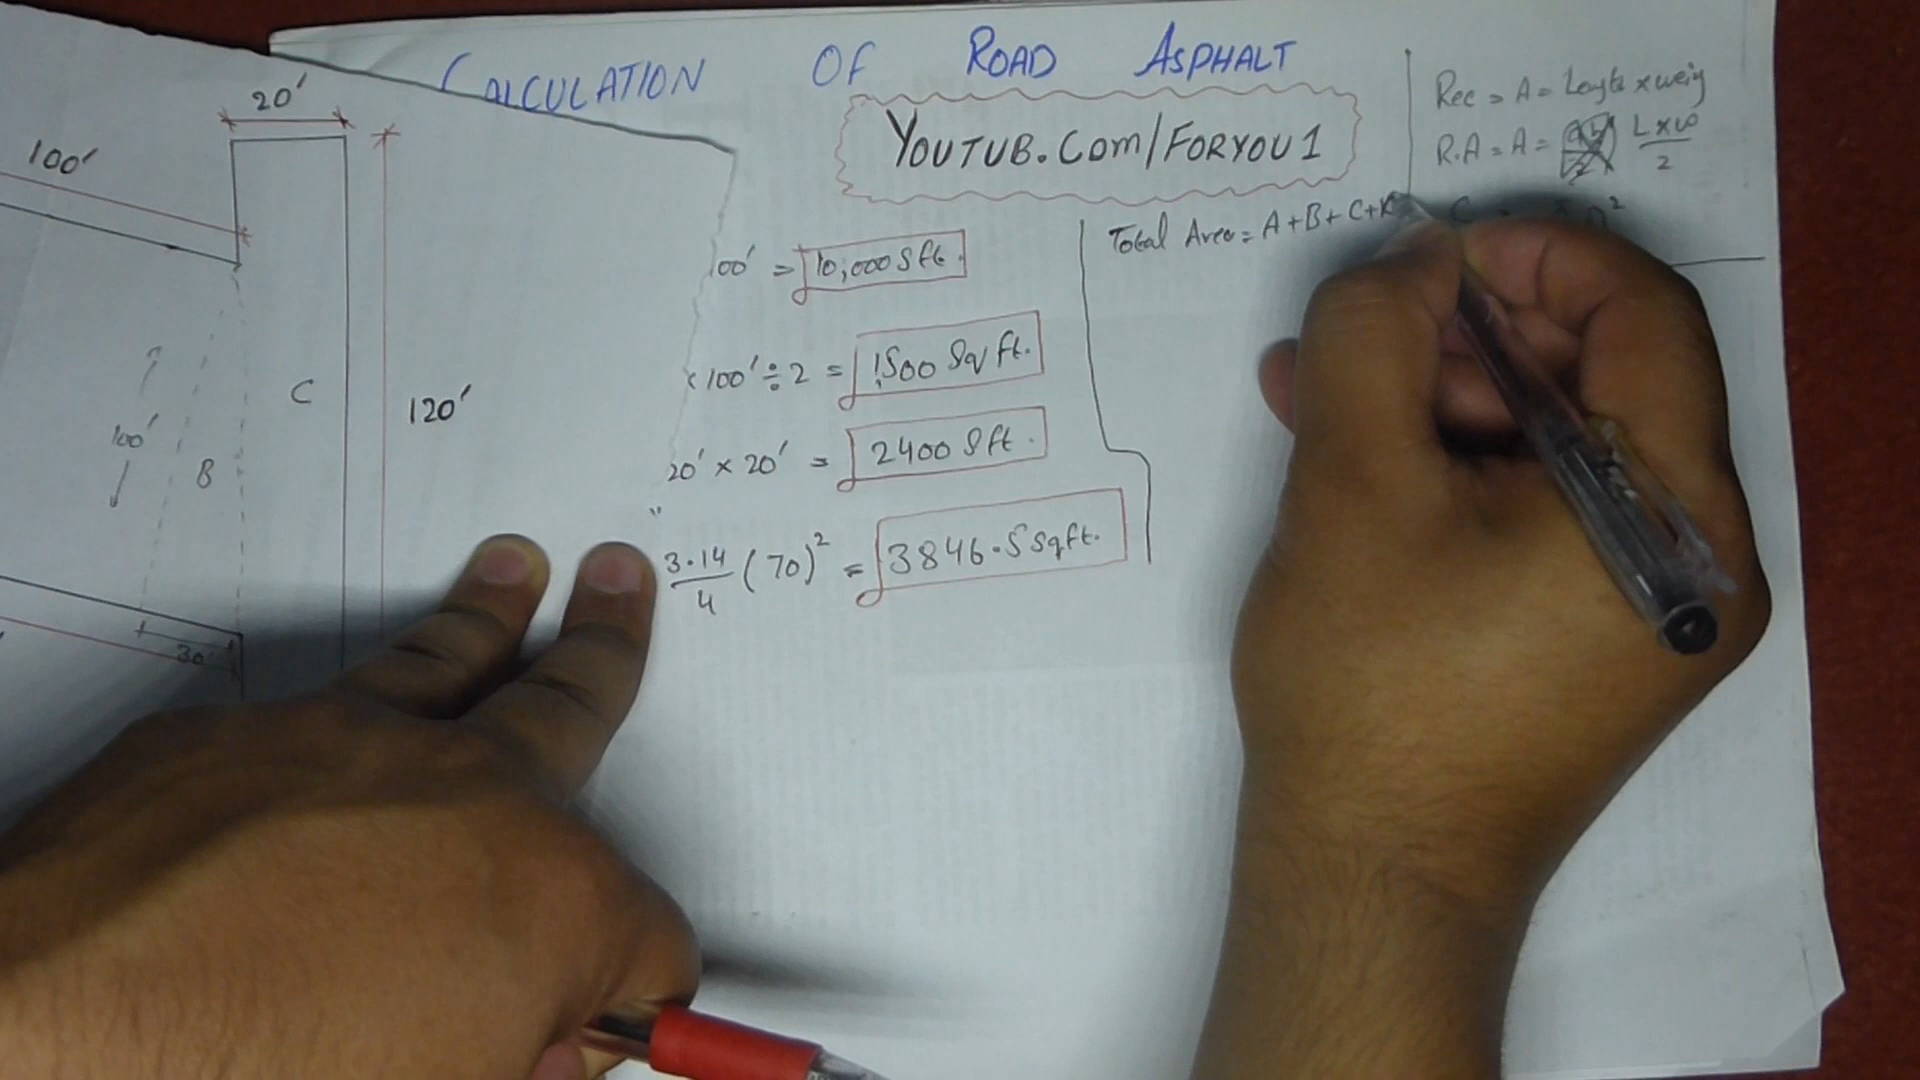 CALCULATION OF ROAD ASPHALT
YOUTUB.COM/FORYOU1
Rec = A = Length x weig
R.A = A = L x w
2
Total Area = A + B + C +
20'
100'
100' = 10,000 Sft.
x 100' ÷ 2 = 1500 Sq ft.
C
120'
100'
B
20' x 20' = 2400 Sft.
3.14
4
(70)² = 3846.5 Sqft.
30'